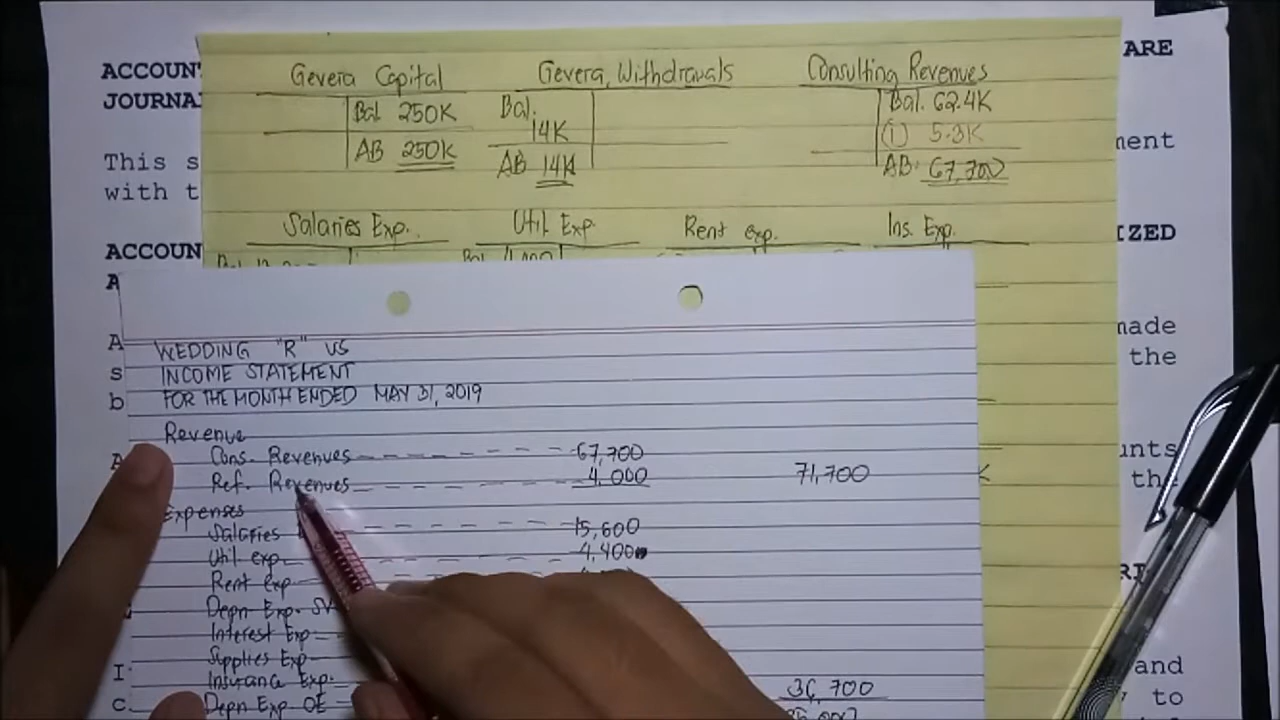 ACCOUN
ARE
JOURNA
This s
ment
with t
ACCOUN
IZED
A
Gevera Capital
Gevera, Withdrawals
Consulting Revenues
Bal 250K
Bal. 14K
Bal. 62.4K
(i) 5.3K
AB 250K
AB 14K
AB: 67,700
Salaries Exp.
Util Exp.
Rent exp.
Ins. Exp.
A
made
s
the
b
WEDDING "R" US
INCOME STATEMENT
FOR THE MONTH ENDED MAY 31, 2019
Revenue
Cons. Revenues 67,700
Ref. Revenues 4,000 71,700
Expenses
Salaries 15,600
Util exp. 4,400
Rent exp
Depn Exp. SV
Interest Exp
Supplies Exp
Insurance Exp.
Depn Exp OE 36,700
unts
the
RI
I
and
c
to